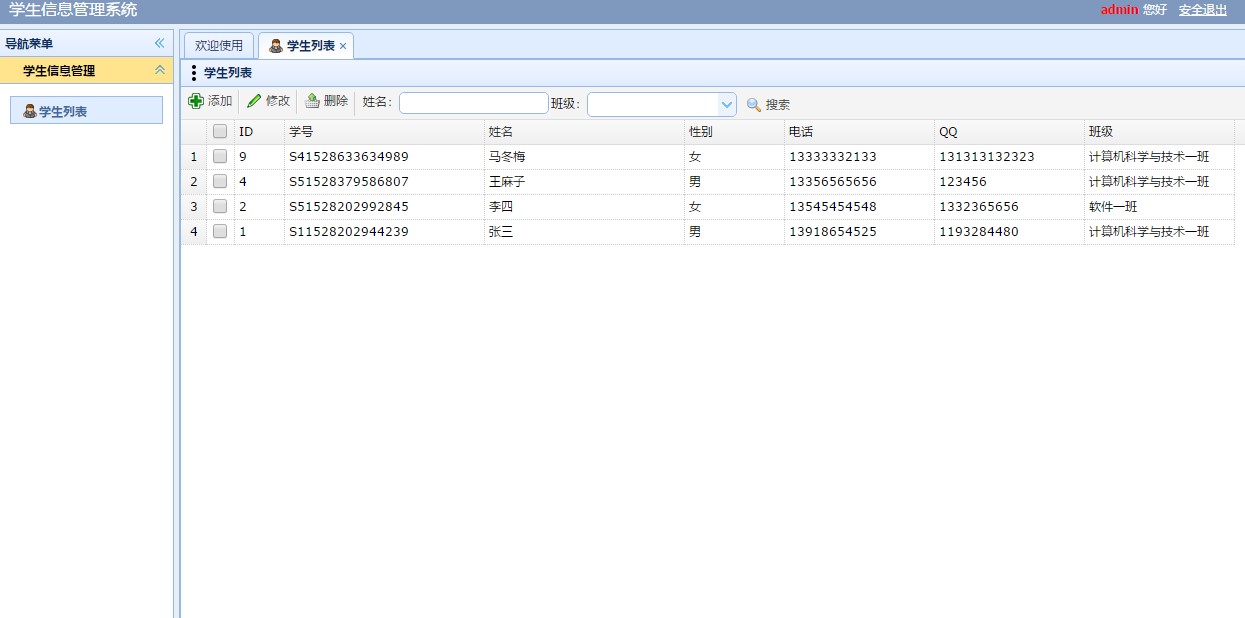 学生信息管理系统 admin 您好 安全退出
导航菜单
学生信息管理
学生列表
欢迎使用 学生列表
学生列表
添加 修改 删除 姓名: 班级: 搜索
ID 学号 姓名 性别 电话 QQ 班级
1 9 S41528633634989 马冬梅 女 13333332133 131313132323 计算机科学与技术一班
2 4 S51528379586807 王麻子 男 13356565656 123456 计算机科学与技术一班
3 2 S51528202992845 李四 女 13545454548 1332365656 软件一班
4 1 S11528202944239 张三 男 13918654525 1193284480 计算机科学与技术一班